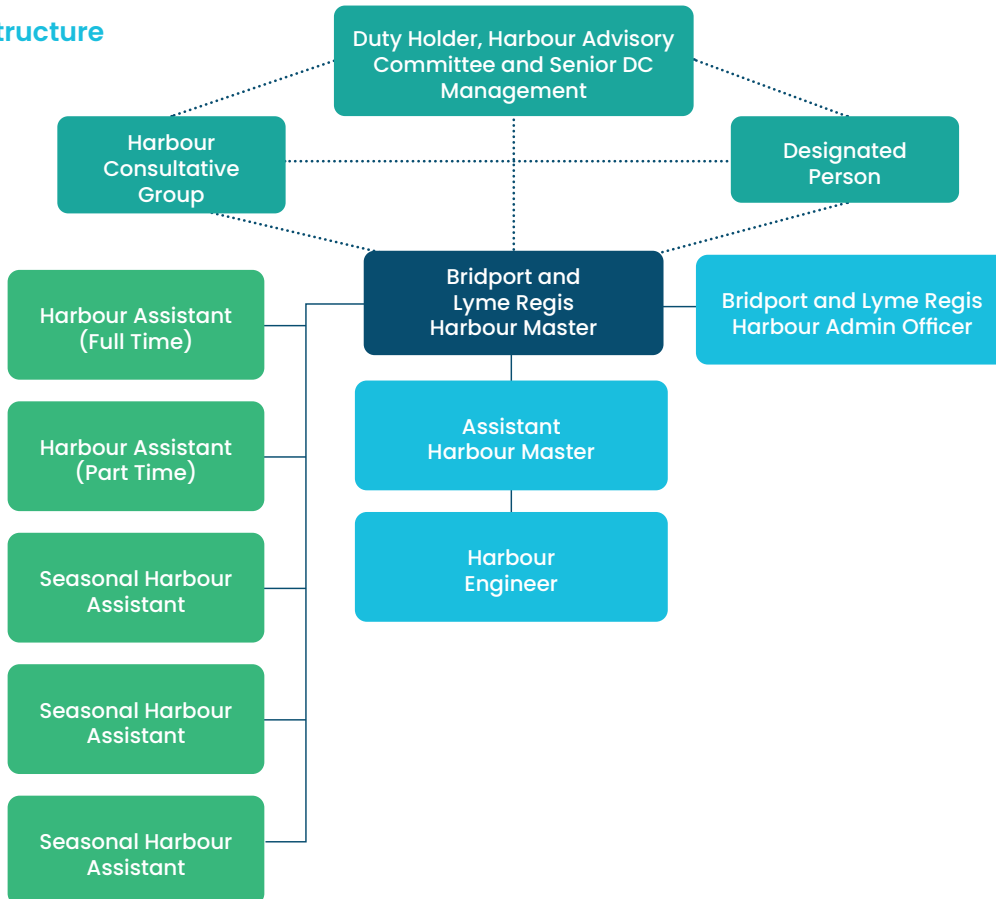 tructure
Duty Holder, Harbour Advisory
Committee and Senior DC
Management
Harbour
Consultative
Group
Designated
Person
Bridport and
Lyme Regis
Harbour Master
Bridport and Lyme Regis
Harbour Admin Officer
Harbour Assistant
(Full Time)
Assistant
Harbour Master
Harbour Assistant
(Part Time)
Harbour
Engineer
Seasonal Harbour
Assistant
Seasonal Harbour
Assistant
Seasonal Harbour
Assistant